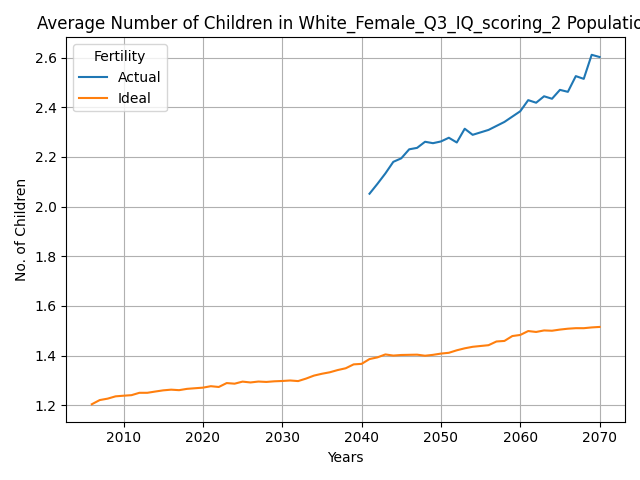 Average Number of Children in White_Female_Q3_IQ_scoring_2 Populatio
Fertility
Actual
Ideal
No. of Children
2.6
2.4
2.2
2.0
1.8
1.6
1.4
1.2
2010 2020 2030 2040 2050 2060 2070
Years